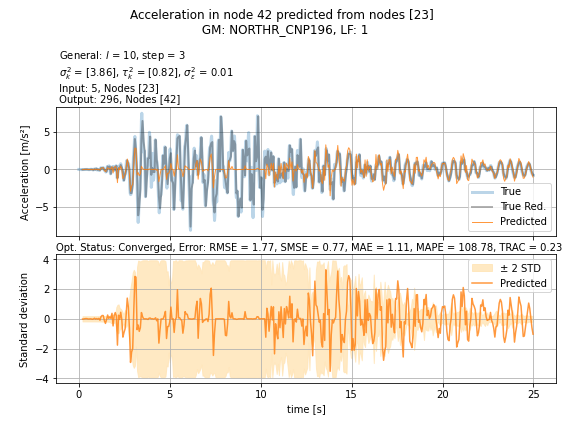 Acceleration in node 42 predicted from nodes [23]
GM: NORTHR_CNP196, LF: 1
General: l = 10, step = 3
σ²ₖ = [3.86], τ²ₖ = [0.82], σ²ε = 0.01
Input: 5, Nodes [23]
Output: 296, Nodes [42]
Acceleration [m/s²]
5
0
−5
True
True Red.
Predicted
Opt. Status: Converged, Error: RMSE = 1.77, SMSE = 0.77, MAE = 1.11, MAPE = 108.78, TRAC = 0.23
Standard deviation
4
2
0
−2
−4
± 2 STD
Predicted
0 5 10 15 20 25
time [s]